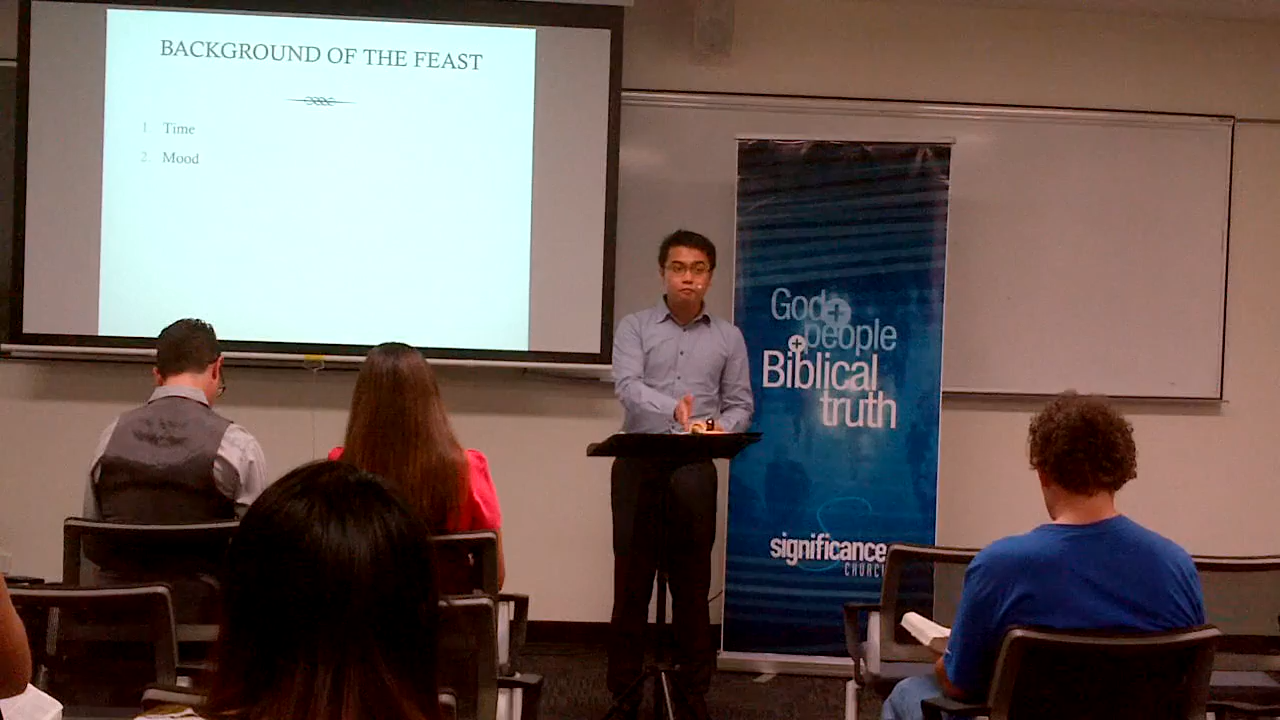 BACKGROUND OF THE FEAST
1. Time
2. Mood
God+
people
+
Biblical
truth
significance
CHURCH